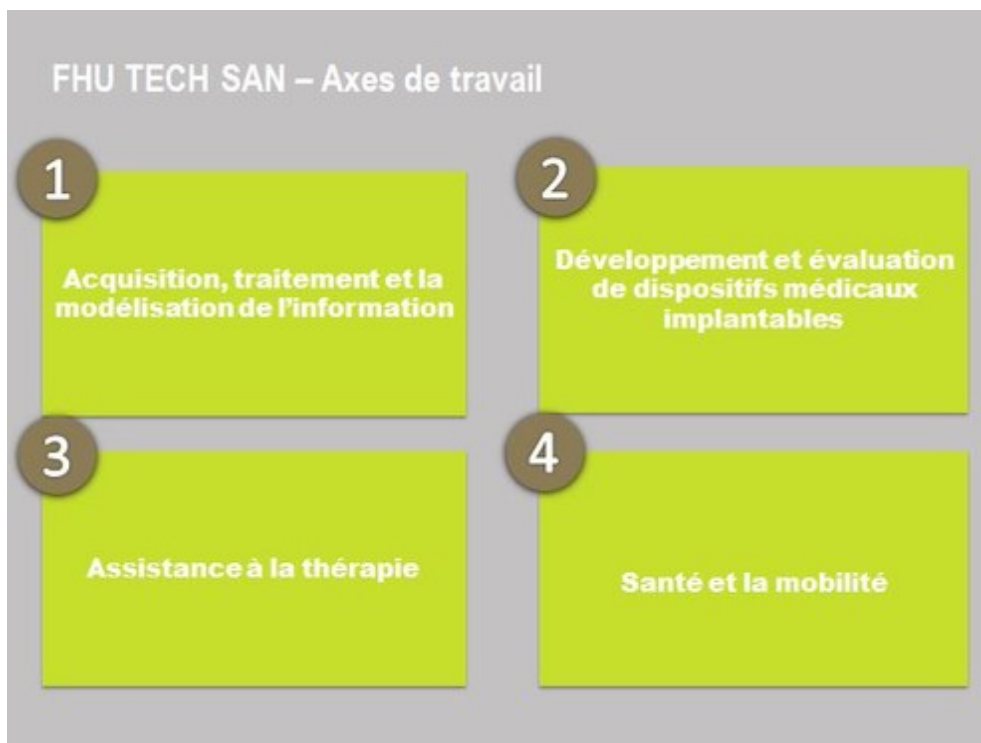 FHU TECH SAN – Axes de travail
1
Acquisition, traitement et la
modélisation de l’information
2
Développement et évaluation
de dispositifs médicaux
implantables
3
Assistance à la thérapie
4
Santé et la mobilité